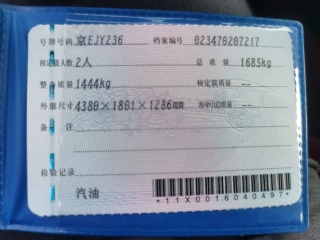 号牌号码 京EJY236 档案编号 023470207217
核定载人数 2人 总质量 1685kg
整备质量 1444kg 核定载质量 --
外廓尺寸 4380×1801×1286mm 准牵引总质量 --
备注
检验记录
汽油
*11X0016040497*